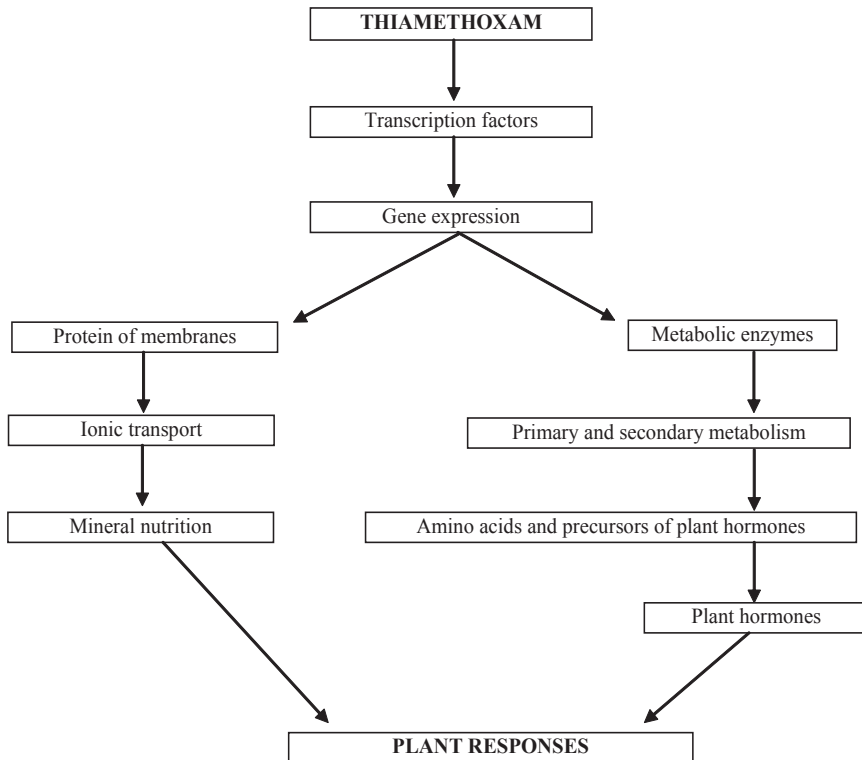 THIAMETHOXAM
Transcription factors
Gene expression
Protein of membranes
Metabolic enzymes
Ionic transport
Primary and secondary metabolism
Mineral nutrition
Amino acids and precursors of plant hormones
Plant hormones
PLANT RESPONSES